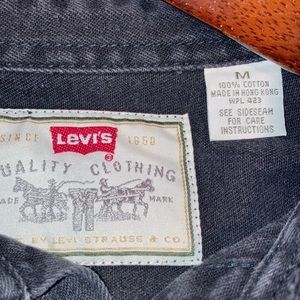 SINCE Levi's 1850
®
QUALITY CLOTHING
TRADE MARK
BY LEVI STRAUSS & CO.
M
100% COTTON
MADE IN HONG KONG
WPL 423
SEE SIDESEAM
FOR CARE
INSTRUCTIONS